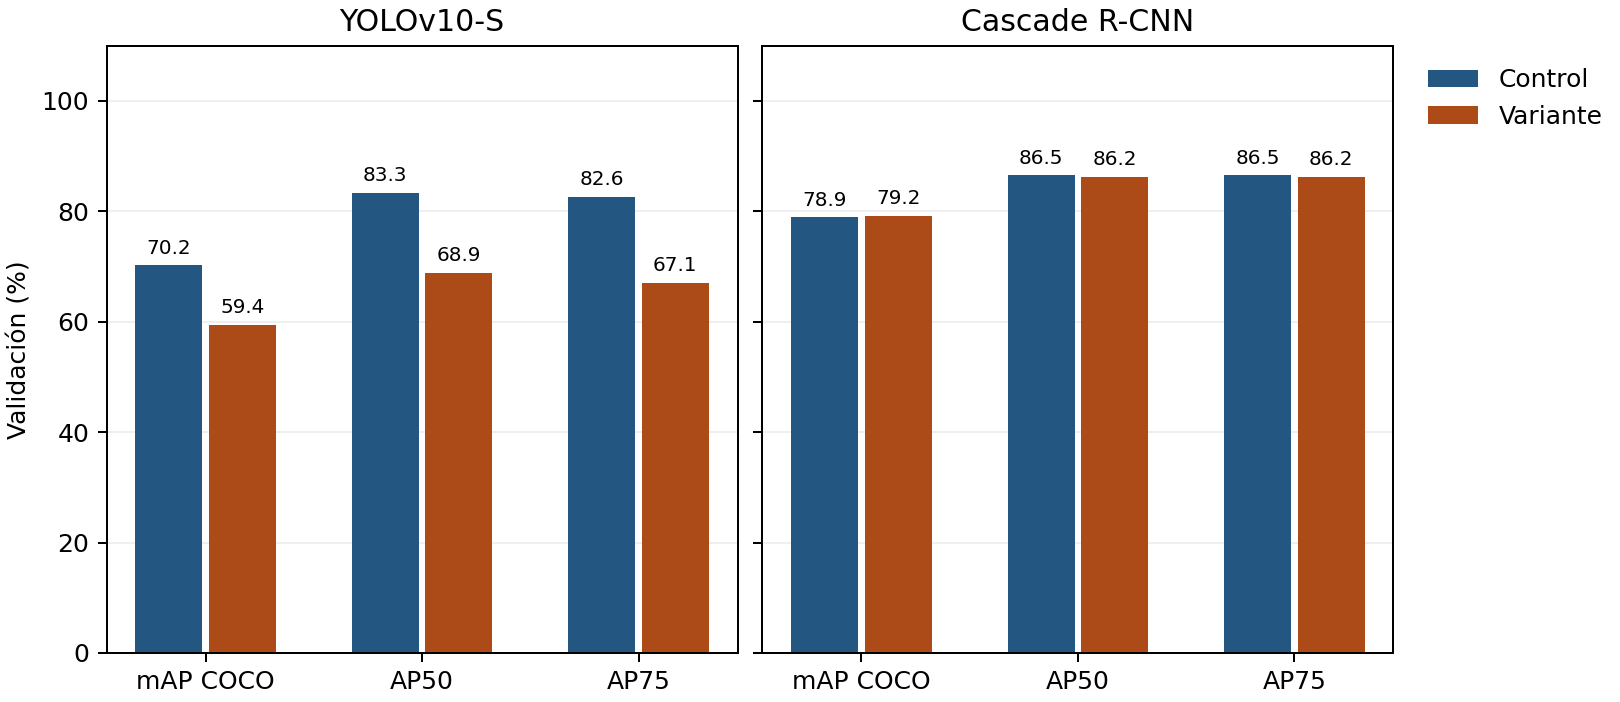 YOLOv10-S
Cascade R-CNN
Control
Variante
Validación (%)
100
80
60
40
20
0
70.2
59.4
83.3
68.9
82.6
67.1
mAP COCO
AP50
AP75
78.9
79.2
86.5
86.2
86.5
86.2
mAP COCO
AP50
AP75